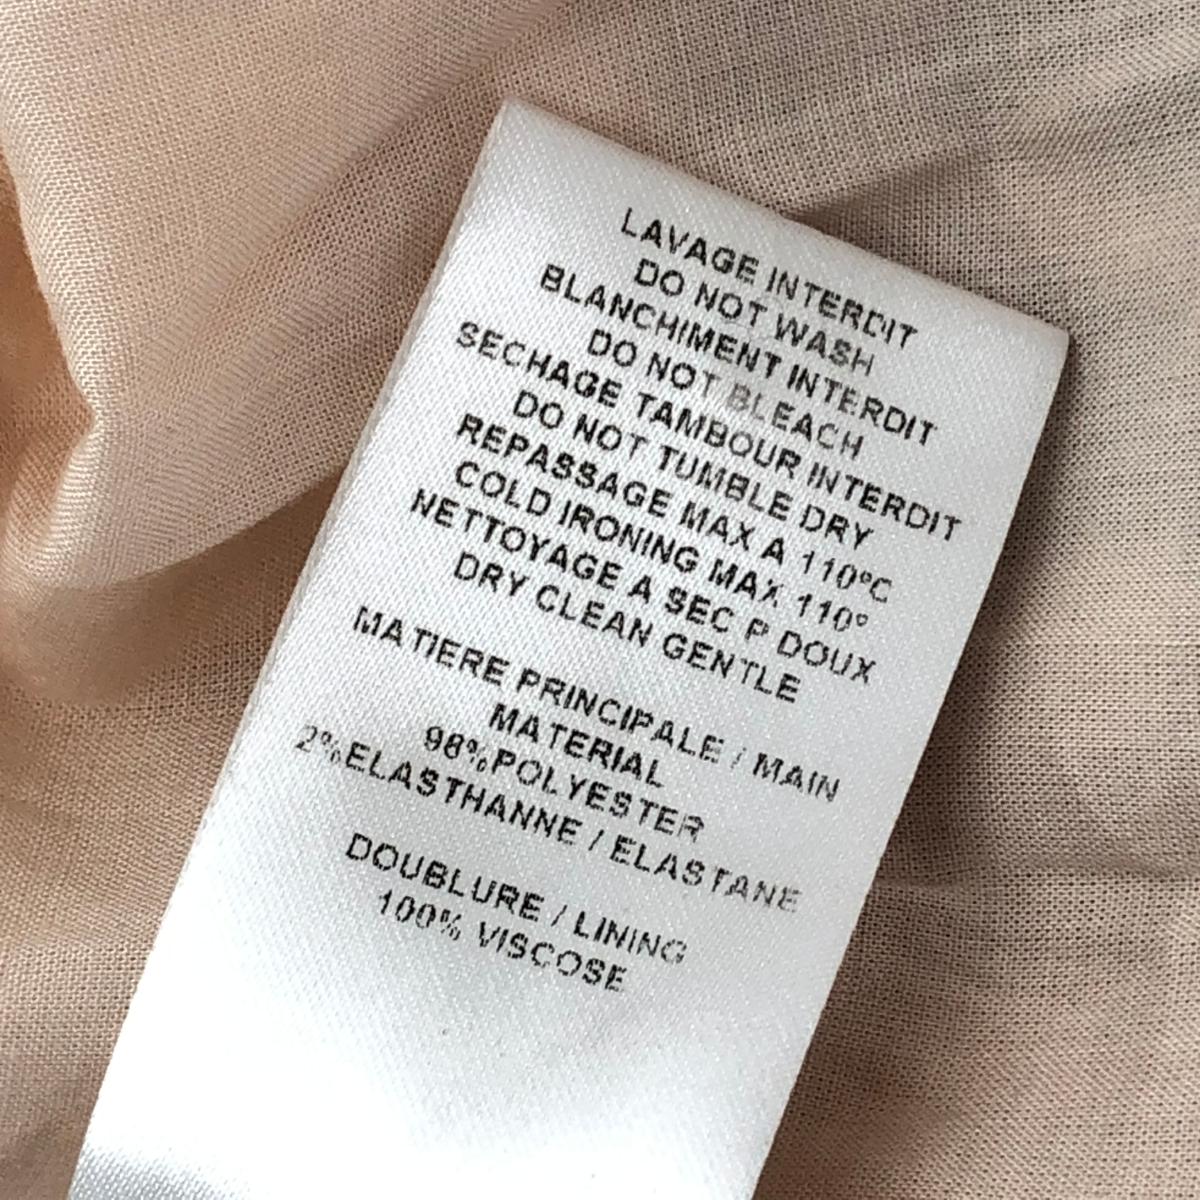 LAVAGE INTERDIT
DO NOT WASH
BLANCHIMENT INTERDIT
DO NOT BLEACH
SECHAGE TAMBOUR INTERDIT
DO NOT TUMBLE DRY
REPASSAGE MAX A 110°C
COLD IRONING MAX 110°
NETTOYAGE A SEC P DOUX
DRY CLEAN GENTLE
MATIERE PRINCIPALE / MAIN
MATERIAL
98%POLYESTER
2%ELASTHANNE / ELASTANE
DOUBLURE / LINING
100% VISCOSE